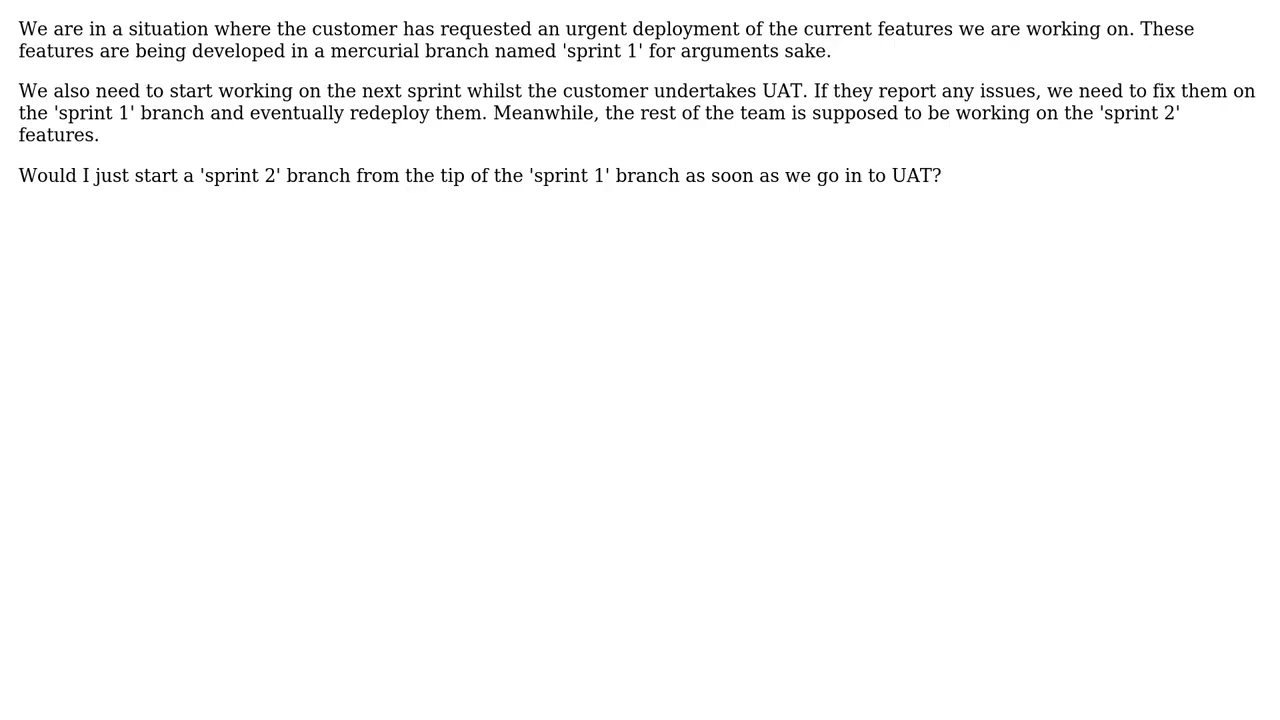 We are in a situation where the customer has requested an urgent deployment of the current features we are working on. These
features are being developed in a mercurial branch named 'sprint 1' for arguments sake.
We also need to start working on the next sprint whilst the customer undertakes UAT. If they report any issues, we need to fix them on
the 'sprint 1' branch and eventually redeploy them. Meanwhile, the rest of the team is supposed to be working on the 'sprint 2'
features.
Would I just start a 'sprint 2' branch from the tip of the 'sprint 1' branch as soon as we go in to UAT?